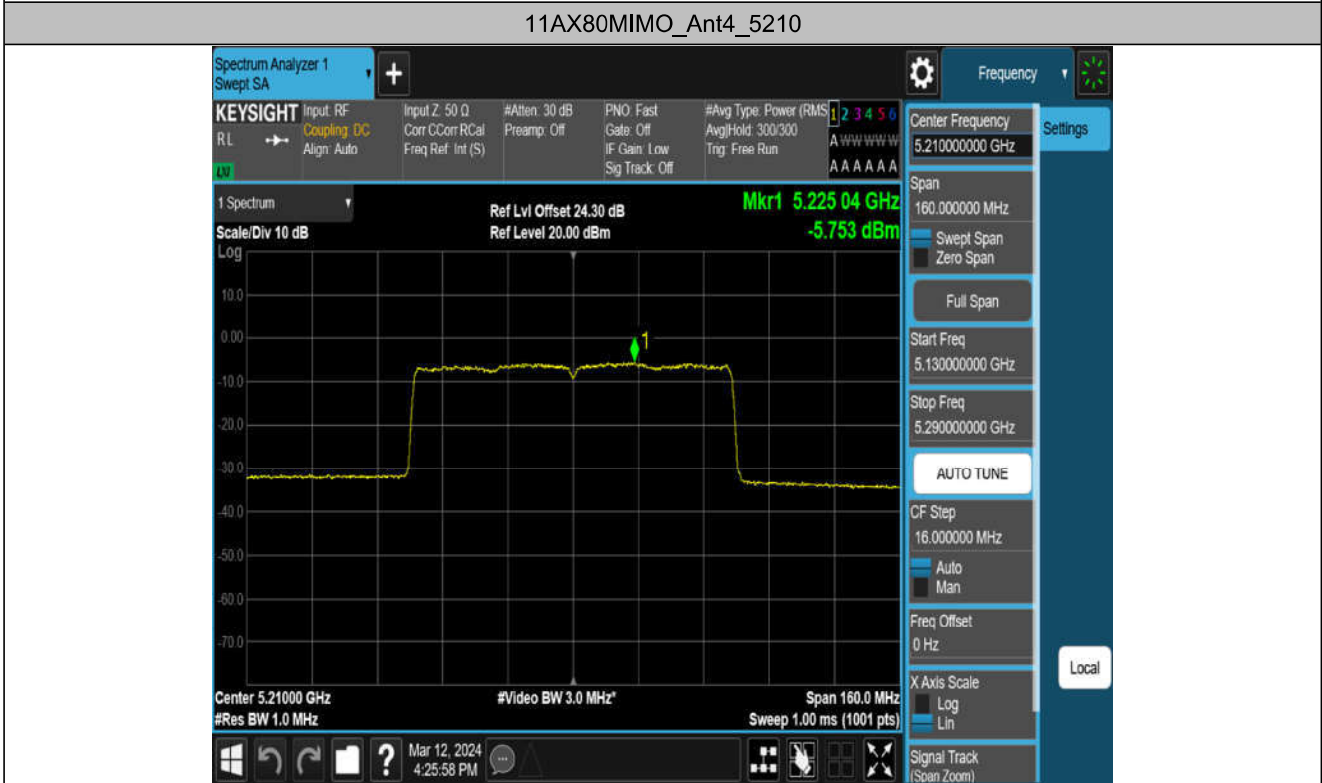 11AX80MIMO_Ant4_5210
Spectrum Analyzer 1
Swept SA
+
Frequency
KEYSIGHT
RL
LXI
Input: RF
Coupling: DC
Align: Auto
Input Z: 50 Ω
Corr CCorr RCal
Freq Ref: Int (S)
#Atten: 30 dB
Preamp: Off
PNO: Fast
Gate: Off
IF Gain: Low
Sig Track: Off
#Avg Type: Power (RMS
Avg|Hold: 300/300
Trig: Free Run
1 2 3 4 5 6
A W W W W W
A A A A A A
1 Spectrum
Scale/Div 10 dB
Log
Ref Lvl Offset 24.30 dB
Ref Level 20.00 dBm
Mkr1 5.225 04 GHz
-5.753 dBm
10.0
0.00
-10.0
-20.0
-30.0
-40.0
-50.0
-60.0
-70.0
1
Center 5.21000 GHz
#Res BW 1.0 MHz
#Video BW 3.0 MHz*
Span 160.0 MHz
Sweep 1.00 ms (1001 pts)
?
Mar 12, 2024
4:25:58 PM
Center Frequency
5.210000000 GHz
Settings
Span
160.000000 MHz
Swept Span
Zero Span
Full Span
Start Freq
5.130000000 GHz
Stop Freq
5.290000000 GHz
AUTO TUNE
CF Step
16.000000 MHz
Auto
Man
Freq Offset
0 Hz
X Axis Scale
Log
Lin
Local
Signal Track
(Span Zoom)